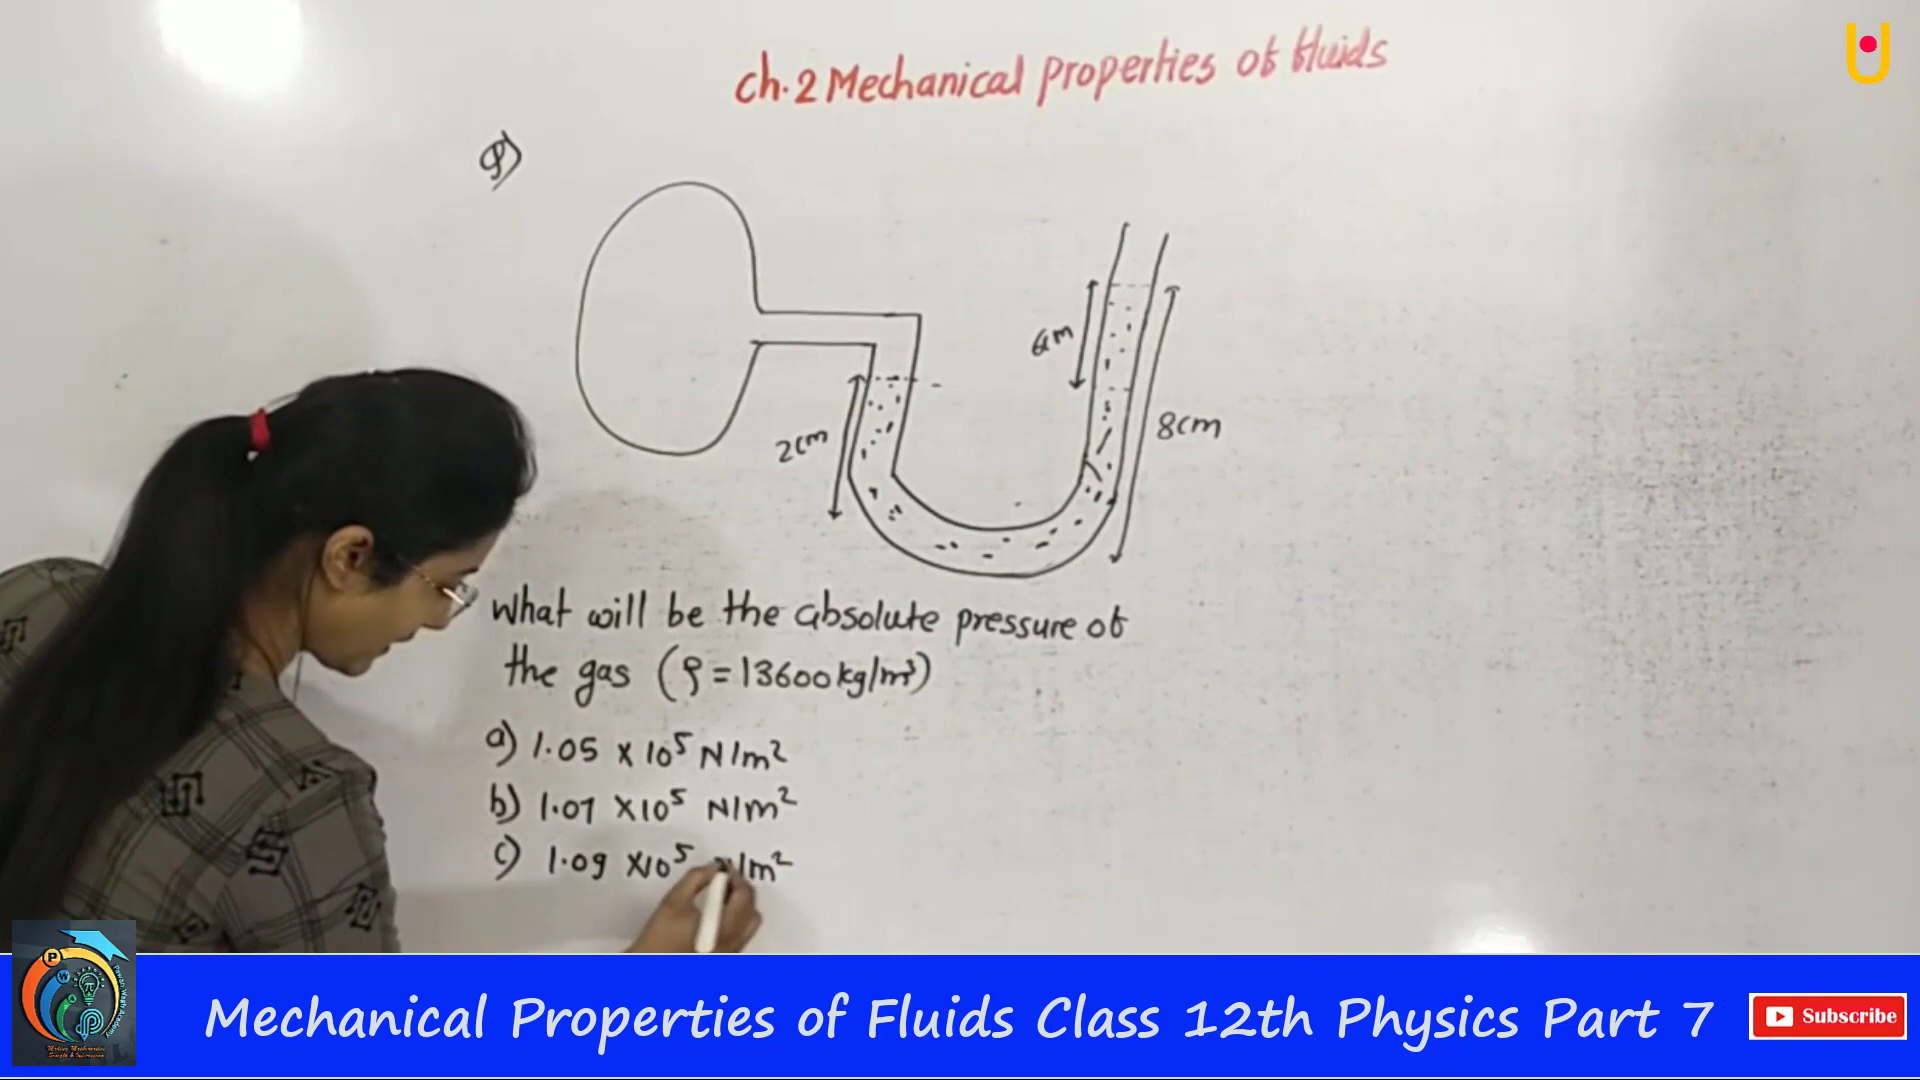 Ch.2 Mechanical Properties of fluids
Q)
6cm
2cm
8cm
What will be the absolute pressure of
the gas (ρ = 13600 kg/m³)
a) 1.05 × 10⁵ N/m²
b) 1.07 ×10⁵ N/m²
c) 1.09 ×10⁵ N/m²
Mechanical Properties of Fluids Class 12th Physics Part 7
Subscribe